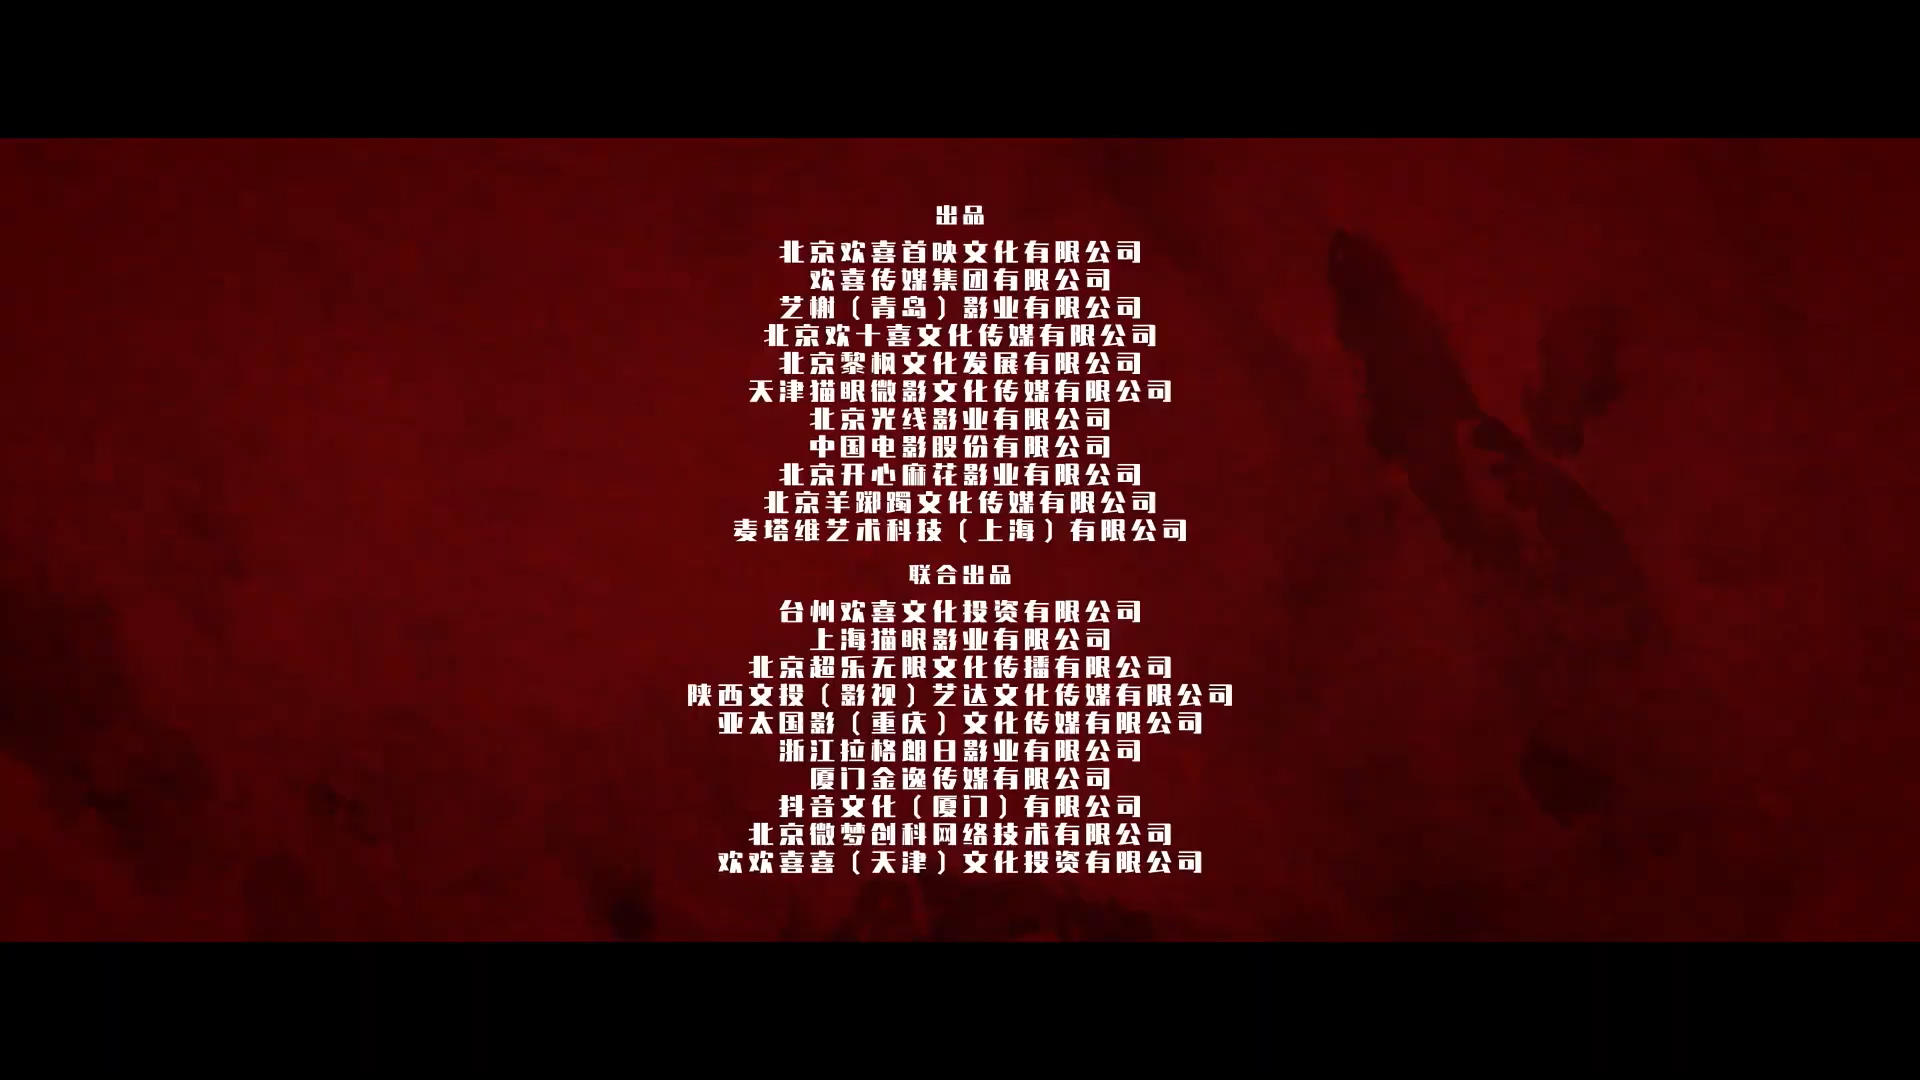 出品
北京欢喜首映文化有限公司
欢喜传媒集团有限公司
艺榭（青岛）影业有限公司
北京欢十喜文化传媒有限公司
北京黎枫文化发展有限公司
天津猫眼微影文化传媒有限公司
北京光线影业有限公司
中国电影股份有限公司
北京开心麻花影业有限公司
北京羊踯躅文化传媒有限公司
麦塔维艺术科技（上海）有限公司
联合出品
台州欢喜文化投资有限公司
上海猫眼影业有限公司
北京超乐无限文化传播有限公司
陕西文投（影视）艺达文化传媒有限公司
亚太国影（重庆）文化传媒有限公司
浙江拉格朗日影业有限公司
厦门金逸传媒有限公司
抖音文化（厦门）有限公司
北京微梦创科网络技术有限公司
欢欢喜喜（天津）文化投资有限公司